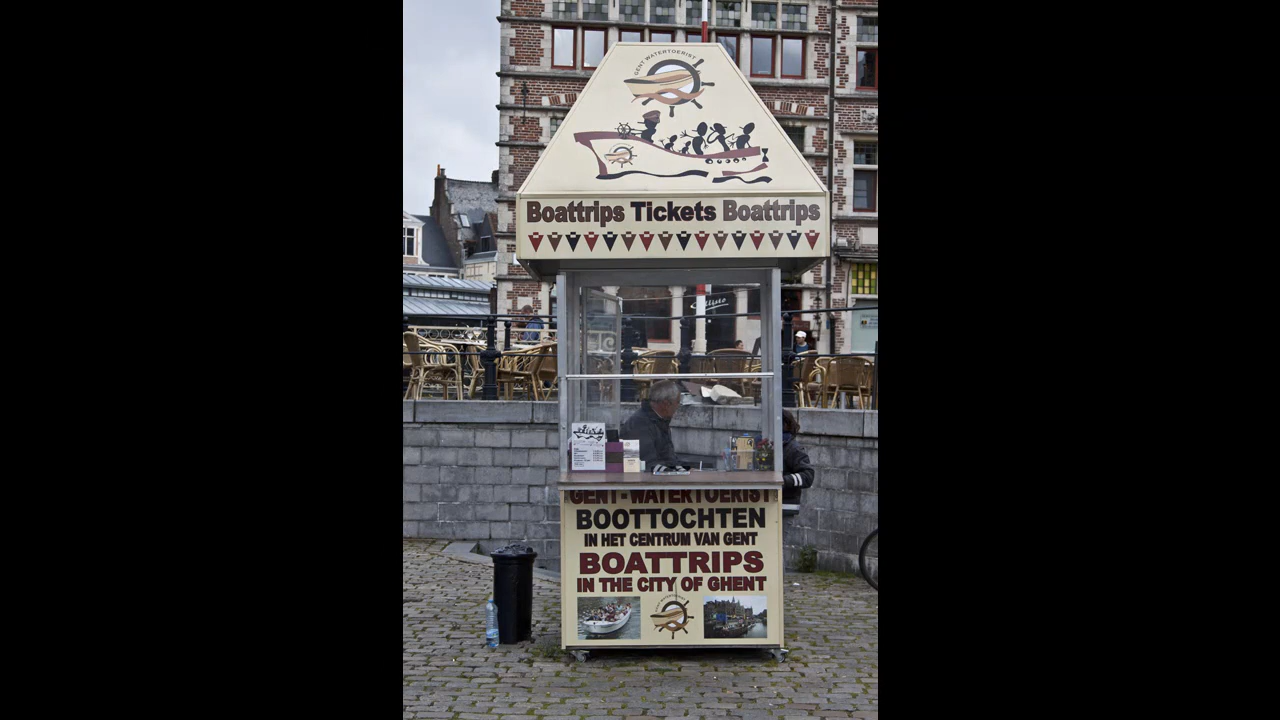 GENT WATERTOERIST
Boattrips Tickets Boattrips
GENT-WATERTOERIST
BOOTTOCHTEN
IN HET CENTRUM VAN GENT
BOATTRIPS
IN THE CITY OF GHENT